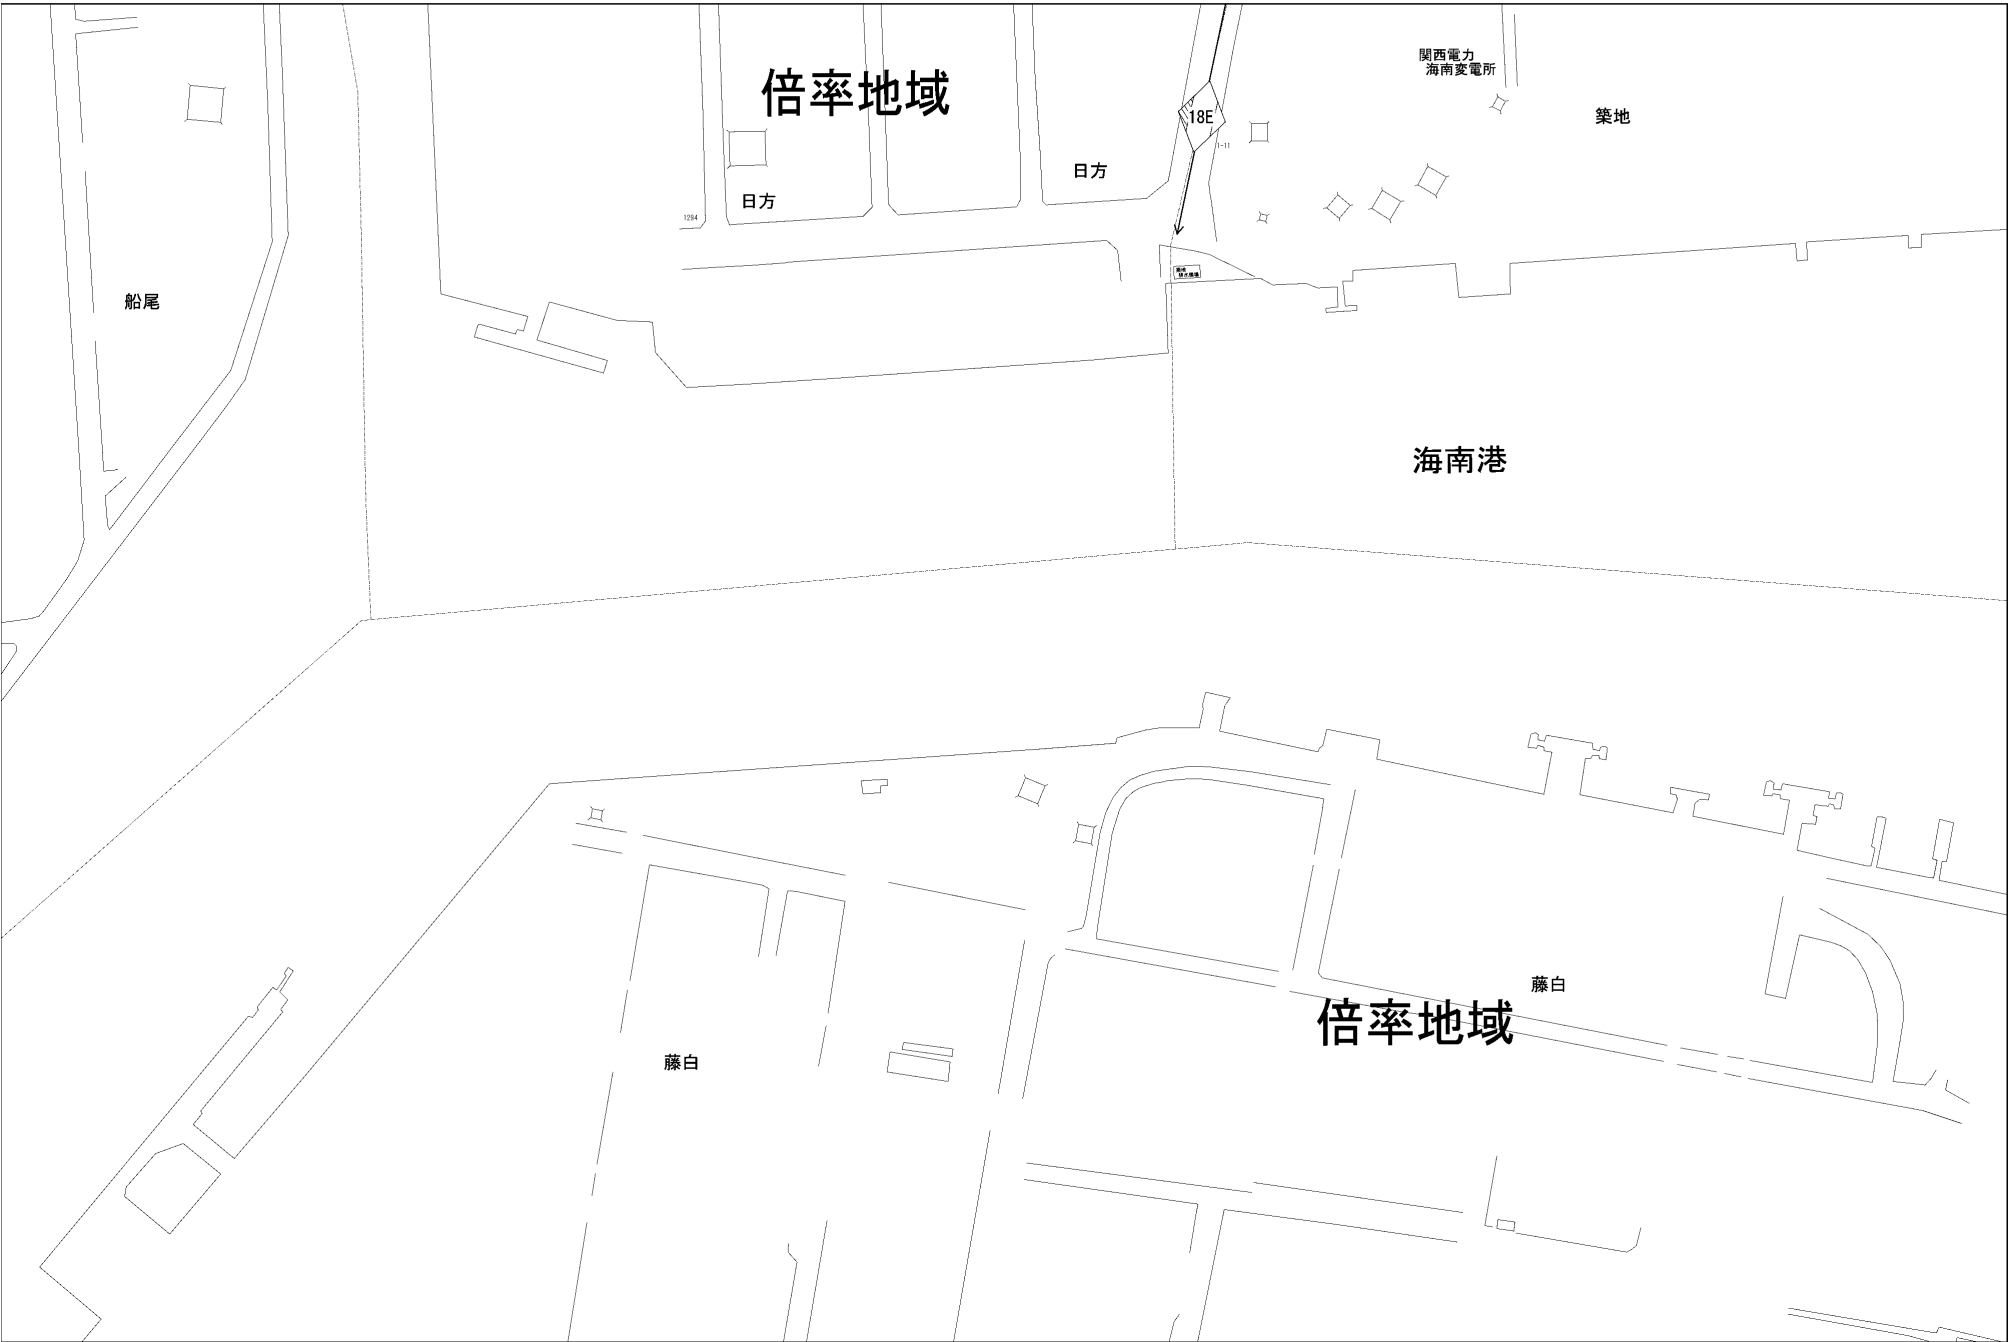 関西電力
海南変電所
倍率地域
築地
18E
1-11
日方
日方
1294
船尾
海南港
藤白
倍率地域
藤白